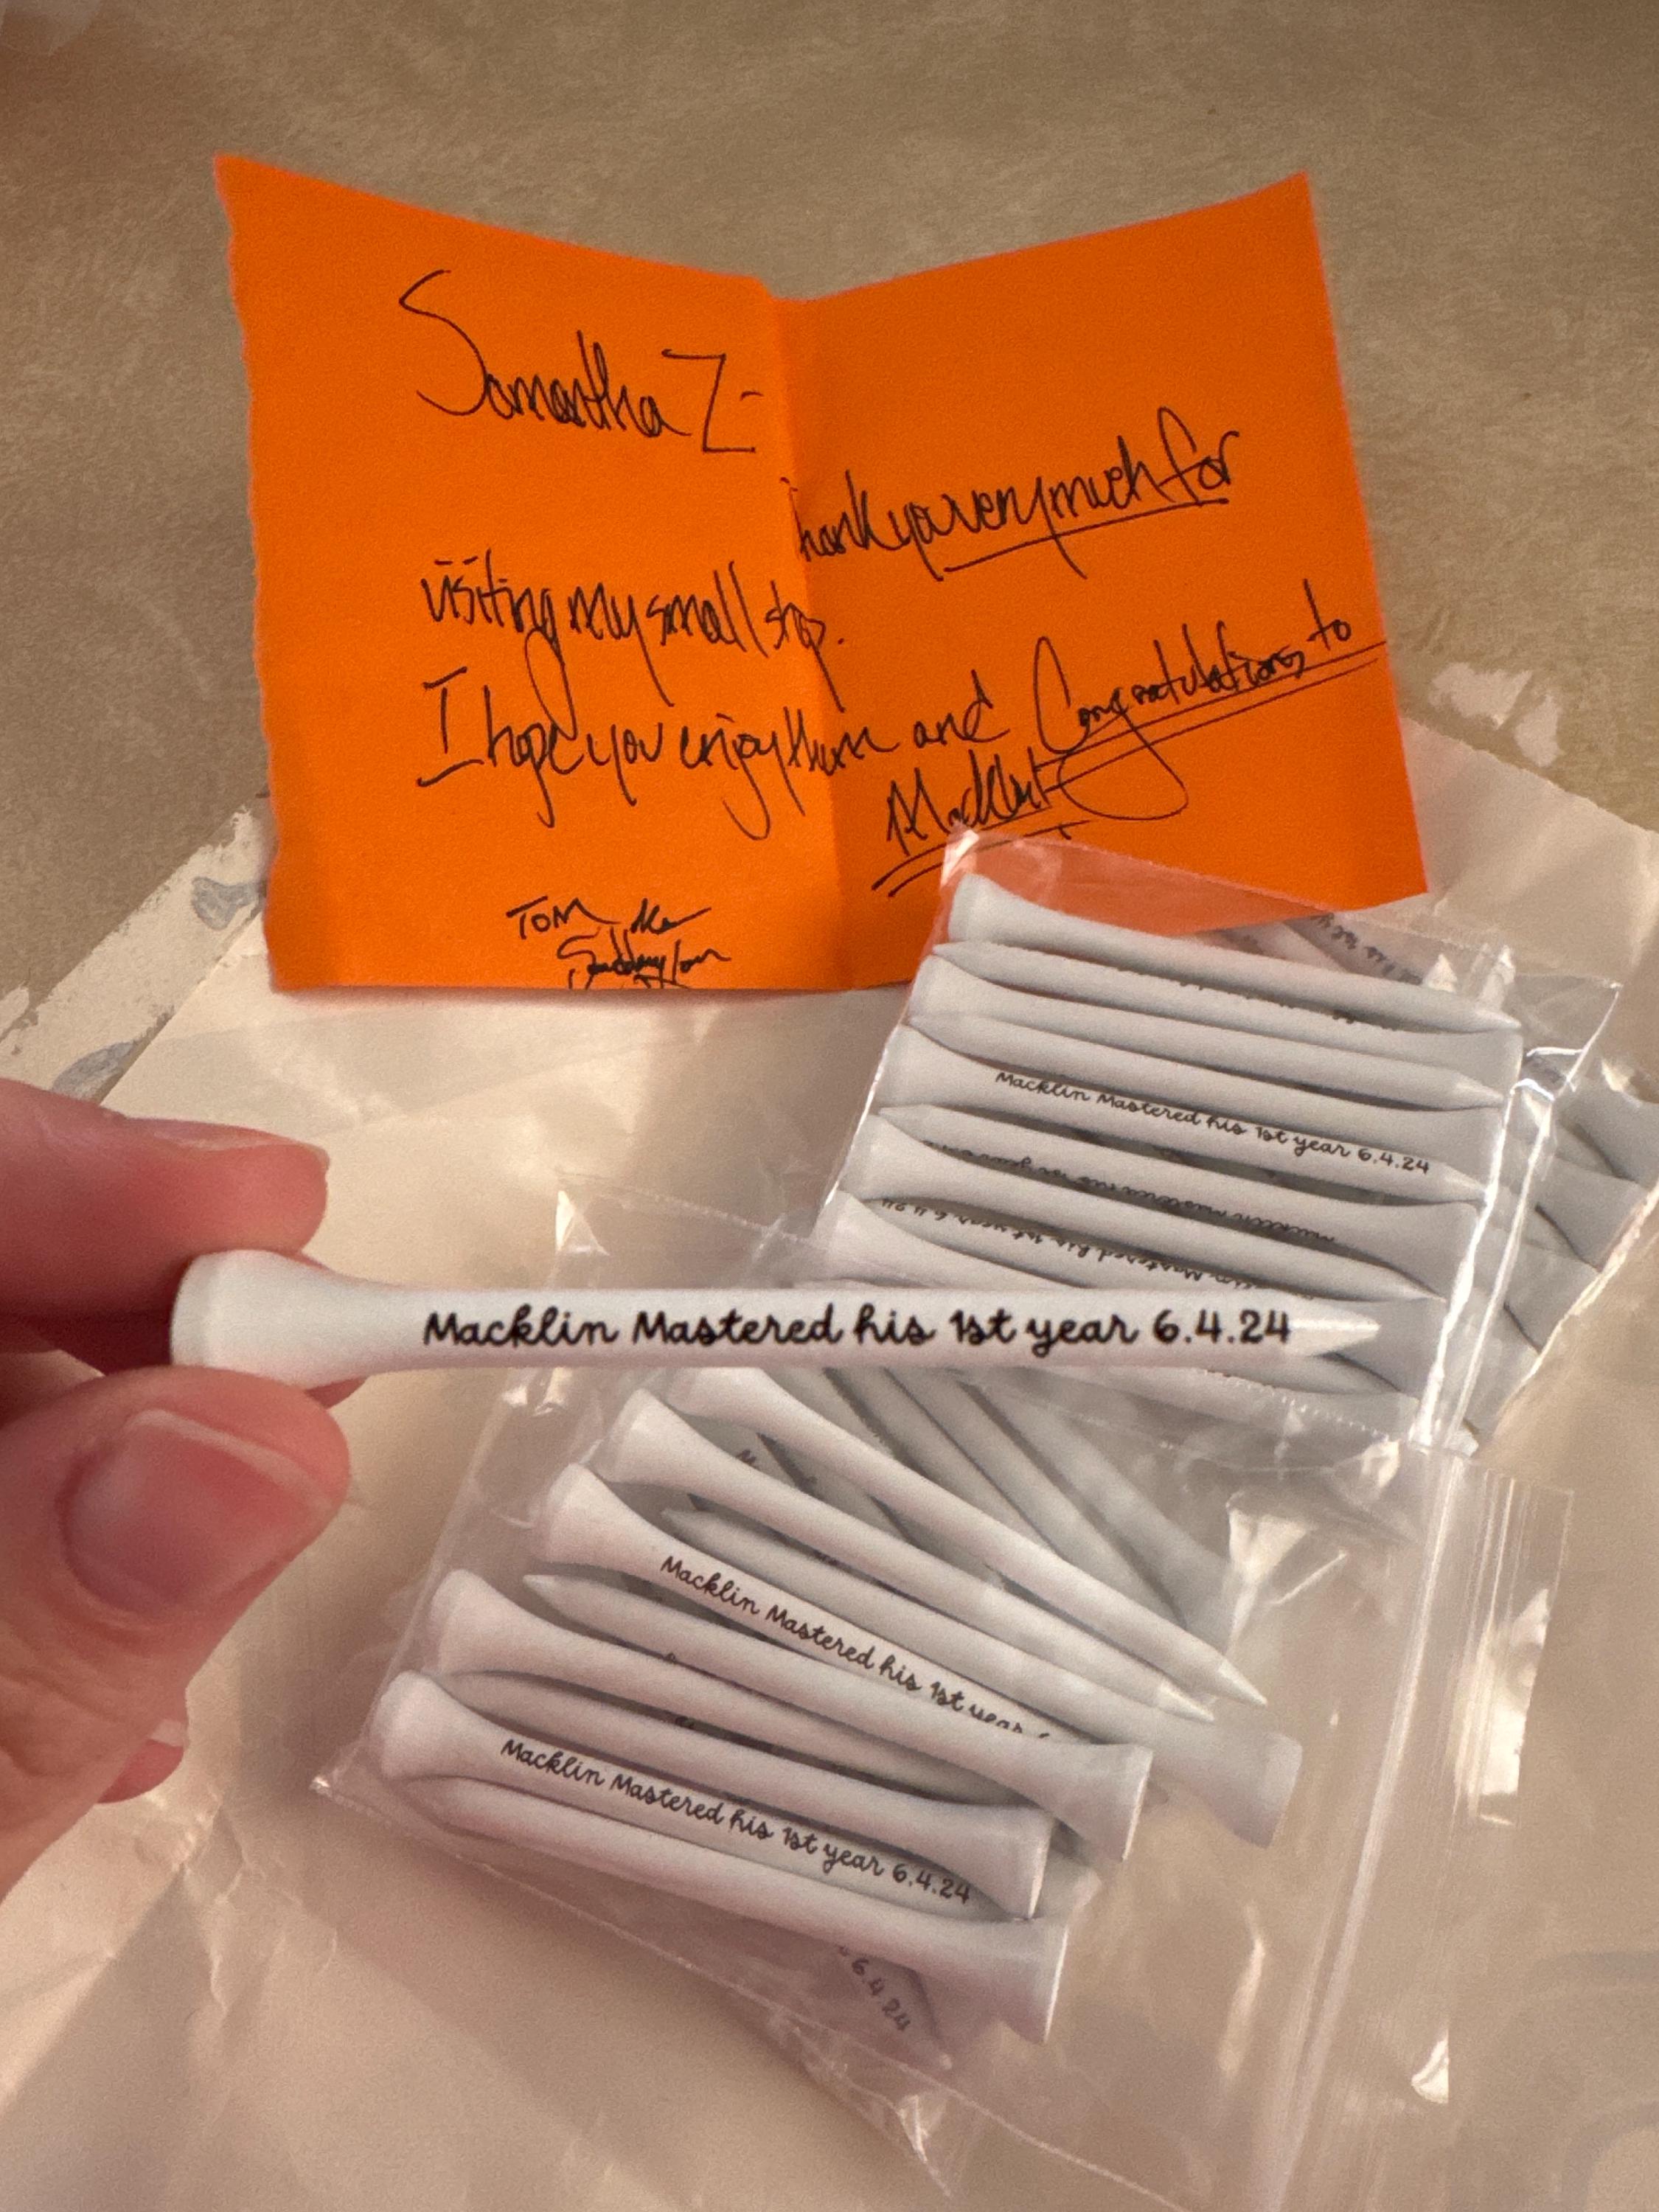 Samantha Z-
Thank you very much for
visiting my small shop.
I hope you enjoy them and Congratulations to
Macklin!
TOM
Macklin Mastered his 1st year 6.4.24
Macklin Mastered his 1st year 6.4.24
Macklin Mastered his 1st year
Macklin Mastered his 1st year 6.4.24
6.4.24